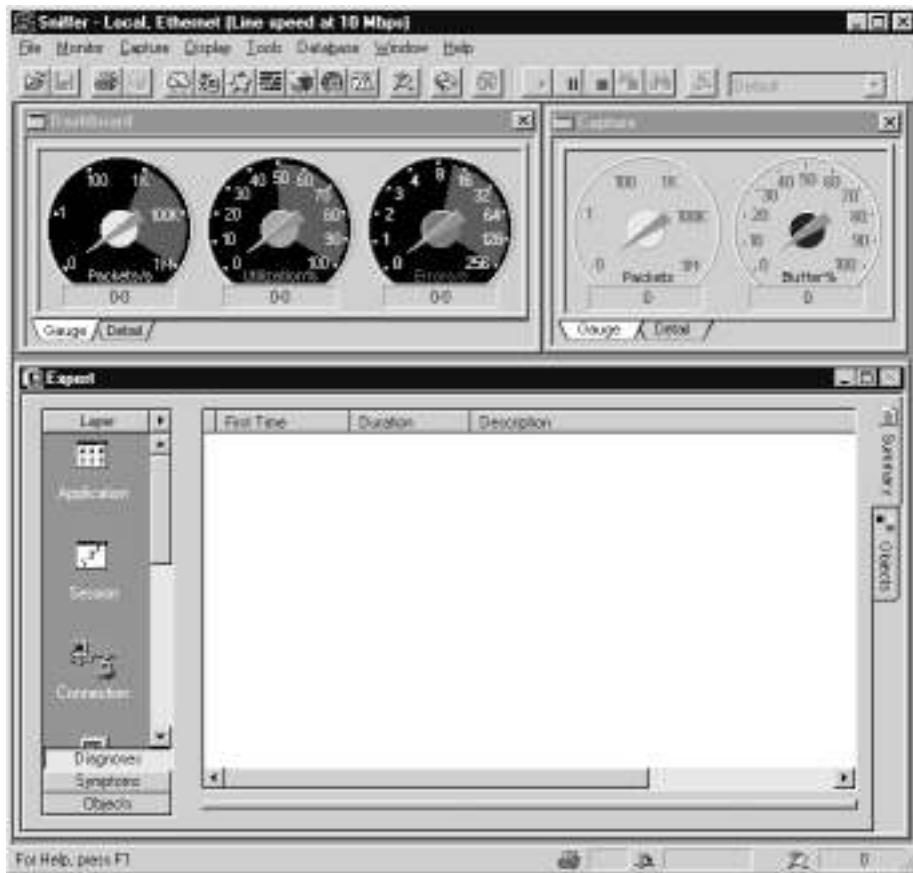 Sniffer - Local, Ethernet (Line speed at 10 Mbps)
File Monitor Capture Display Tools Database Window Help
Default
Dashboard
Capture
1 100 1K 100K 1M 0
Packets/s
0-0
0 10 20 30 40 50 60 70 80 90 100
Utilization%
0-0
0 1 2 3 4 8 16 32 64 128 256
Errors/s
0-0
0 1 100 1K 100K 1M
Packets
0
0 10 20 30 40 50 60 70 80 90 100
Buffer%
0
Gauge Detail
Gauge Detail
Expert
Layer
First Time Duration Description
Application
Session
Connection
Diagnoses
Symptoms
Objects
Summary
Objects
For Help, press F1
0